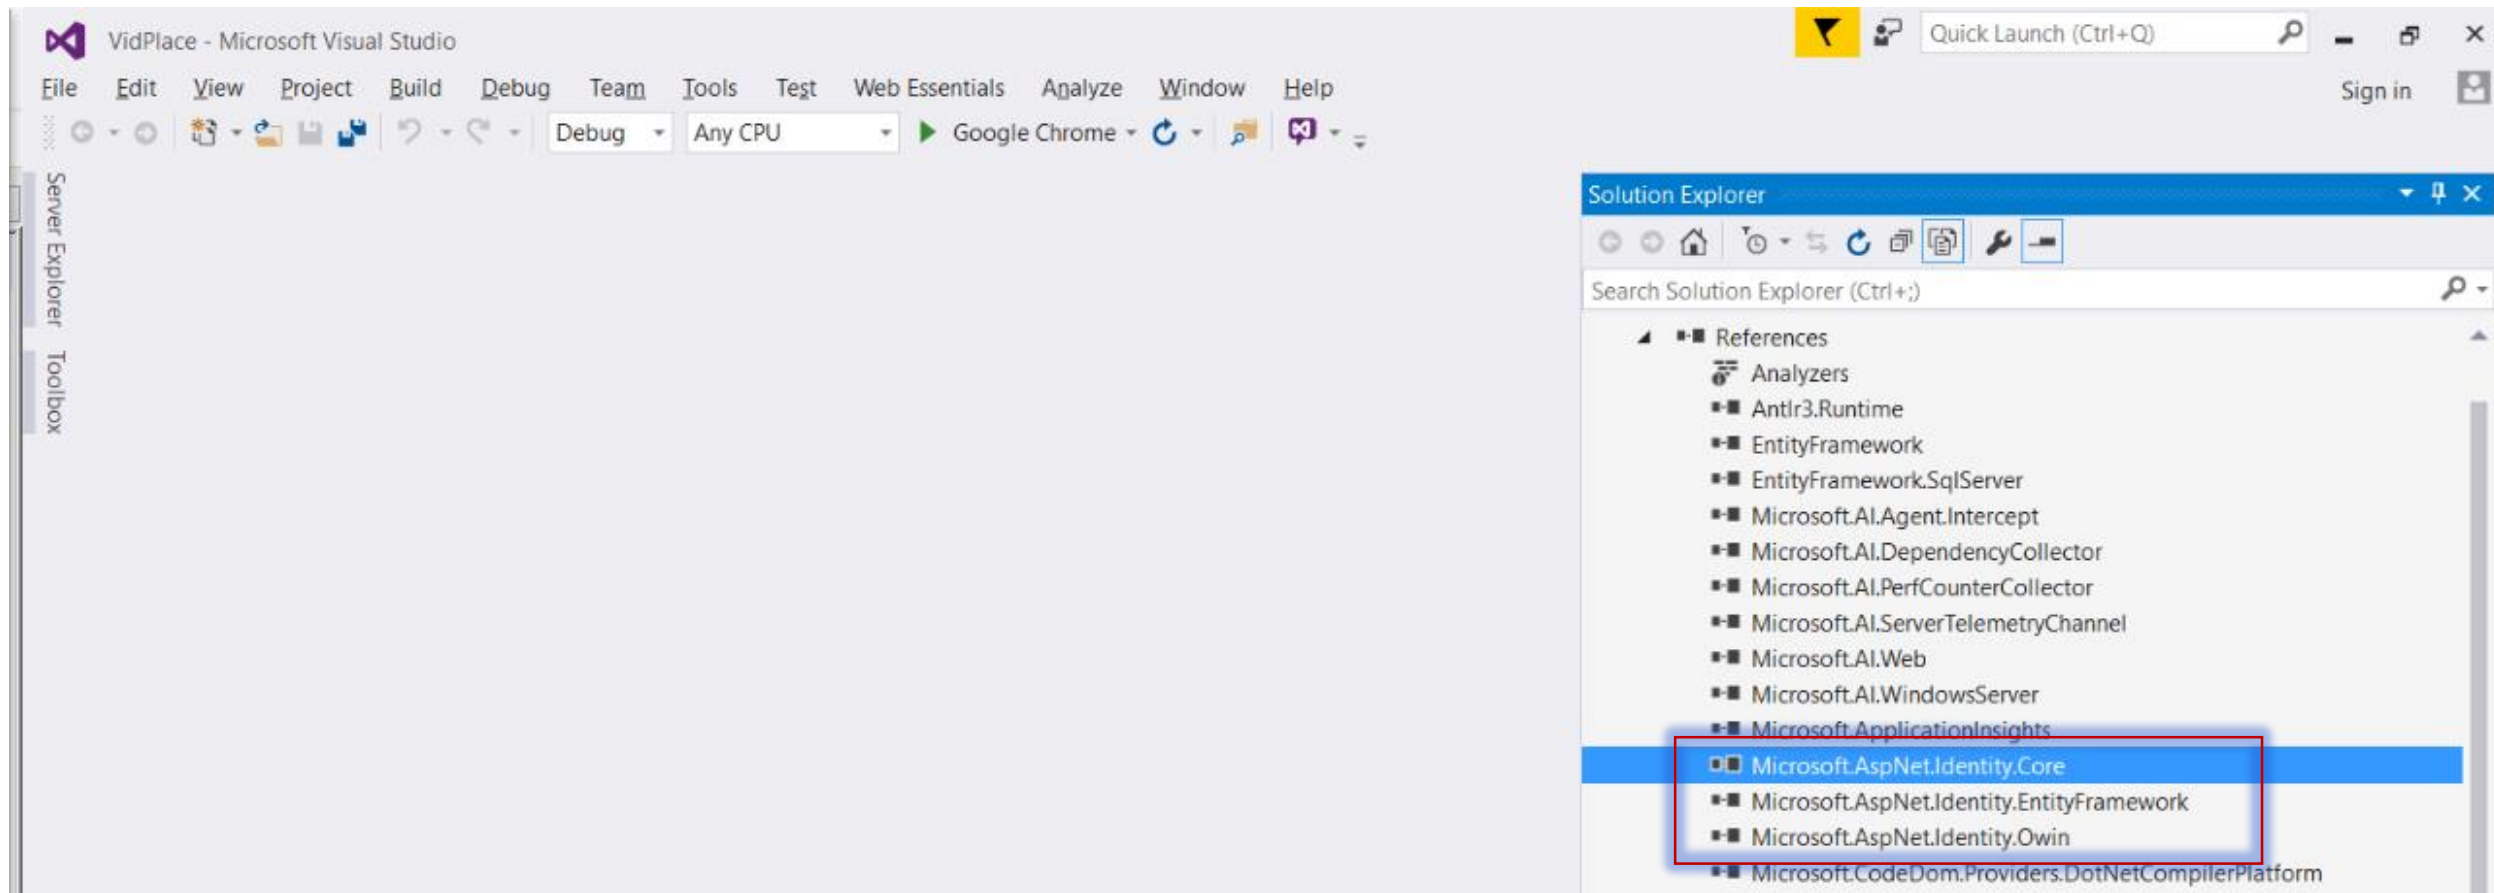 VidPlace - Microsoft Visual Studio
Quick Launch (Ctrl+Q)
File Edit View Project Build Debug Team Tools Test Web Essentials Analyze Window Help
Sign in
Debug Any CPU Google Chrome
Server Explorer
Toolbox
Solution Explorer
Search Solution Explorer (Ctrl+;)
References
Analyzers
Antlr3.Runtime
EntityFramework
EntityFramework.SqlServer
Microsoft.AI.Agent.Intercept
Microsoft.AI.DependencyCollector
Microsoft.AI.PerfCounterCollector
Microsoft.AI.ServerTelemetryChannel
Microsoft.AI.Web
Microsoft.AI.WindowsServer
Microsoft.ApplicationInsights
Microsoft.AspNet.Identity.Core
Microsoft.AspNet.Identity.EntityFramework
Microsoft.AspNet.Identity.Owin
Microsoft.CodeDom.Providers.DotNetCompilerPlatform